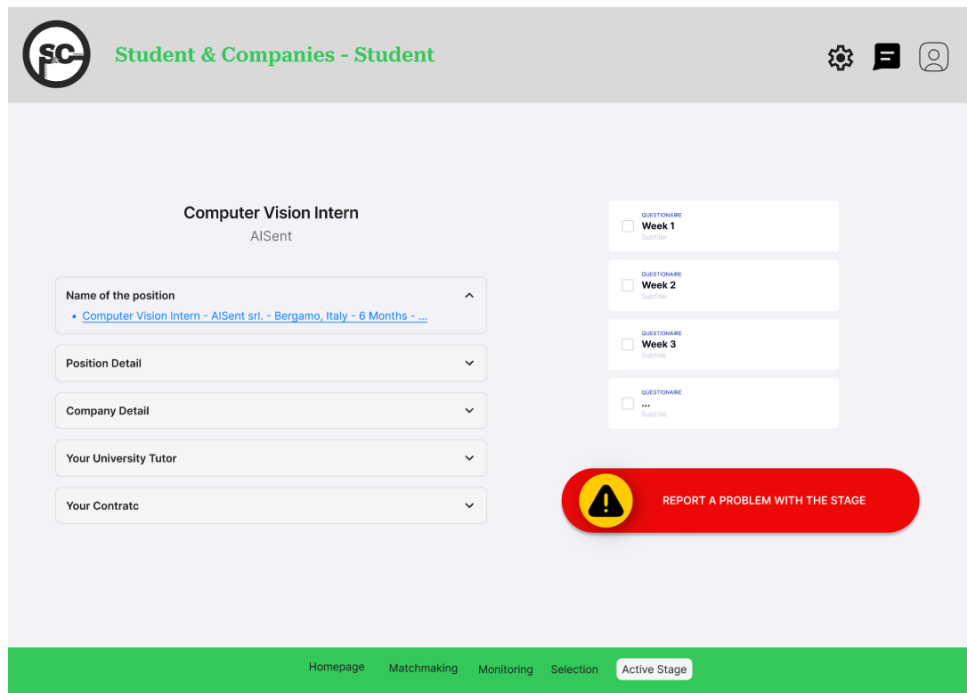 S&C
Student & Companies - Student
Computer Vision Intern
AISent
Name of the position
• Computer Vision Intern - AISent srl. - Bergamo, Italy - 6 Months - ...
Position Detail
Company Detail
Your University Tutor
Your Contratc
QUESTIONAIRE
Week 1
Subtitle
QUESTIONAIRE
Week 2
Subtitle
QUESTIONAIRE
Week 3
Subtitle
QUESTIONAIRE
...
Subtitle
REPORT A PROBLEM WITH THE STAGE
Homepage Matchmaking Monitoring Selection Active Stage